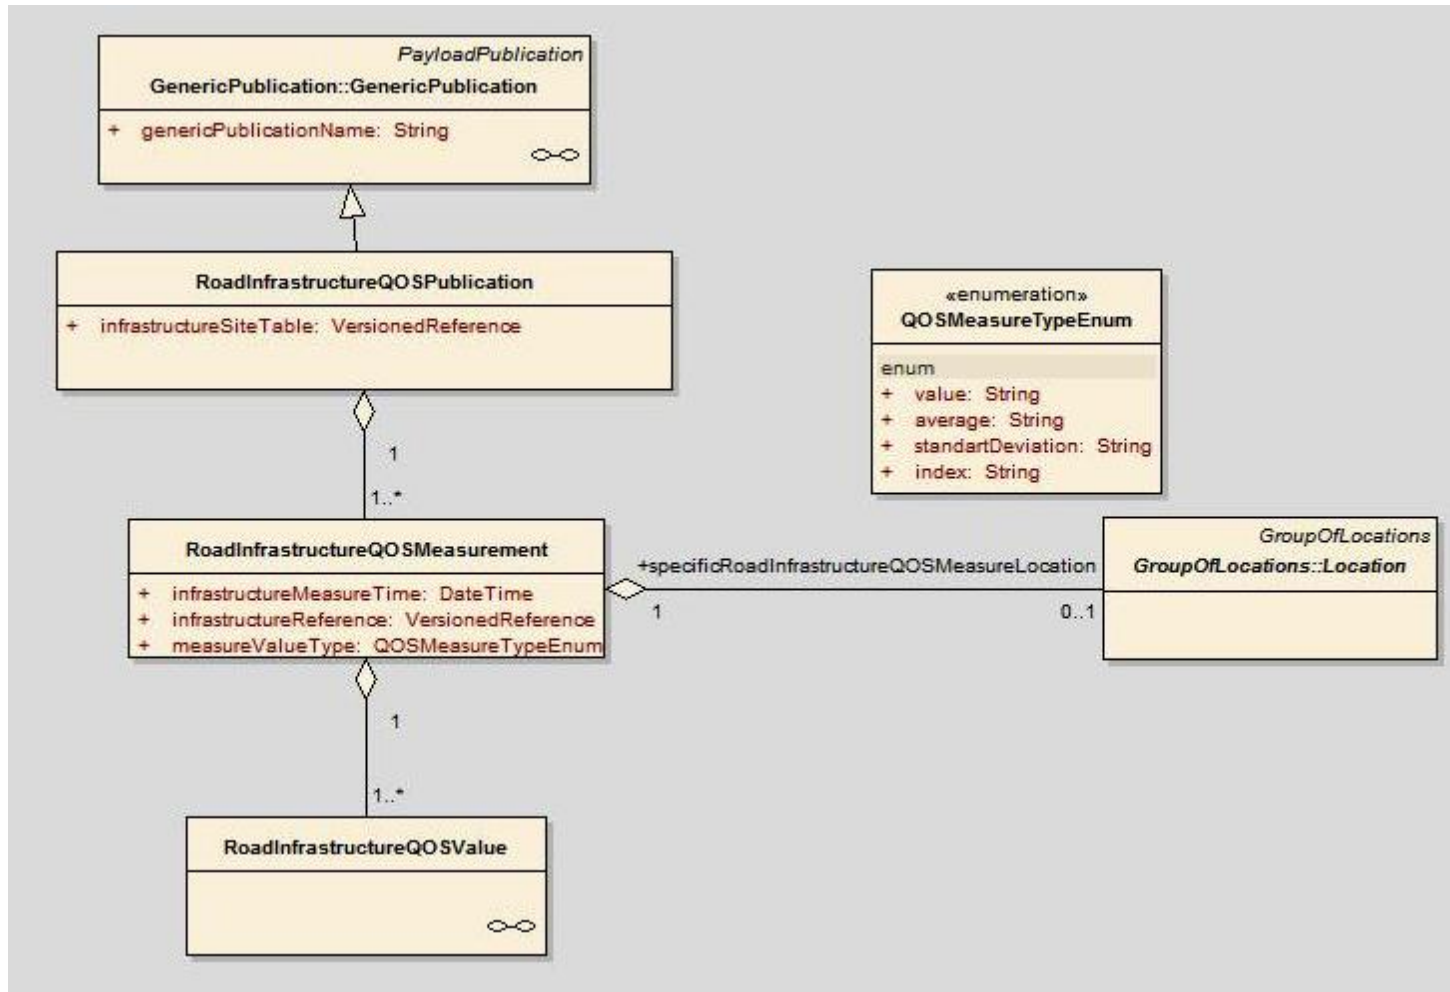 PayloadPublication
GenericPublication::GenericPublication
+ genericPublicationName: String
RoadInfrastructureQOSPublication
+ infrastructureSiteTable: VersionedReference
«enumeration»
QOSMeasureTypeEnum
enum
+ value: String
+ average: String
+ standartDeviation: String
+ index: String
1
1..*
RoadInfrastructureQOSMeasurement
+ infrastructureMeasureTime: DateTime
+ infrastructureReference: VersionedReference
+ measureValueType: QOSMeasureTypeEnum
+specificRoadInfrastructureQOSMeasureLocation
1
0..1
GroupOfLocations
GroupOfLocations::Location
1
1..*
RoadInfrastructureQOSValue